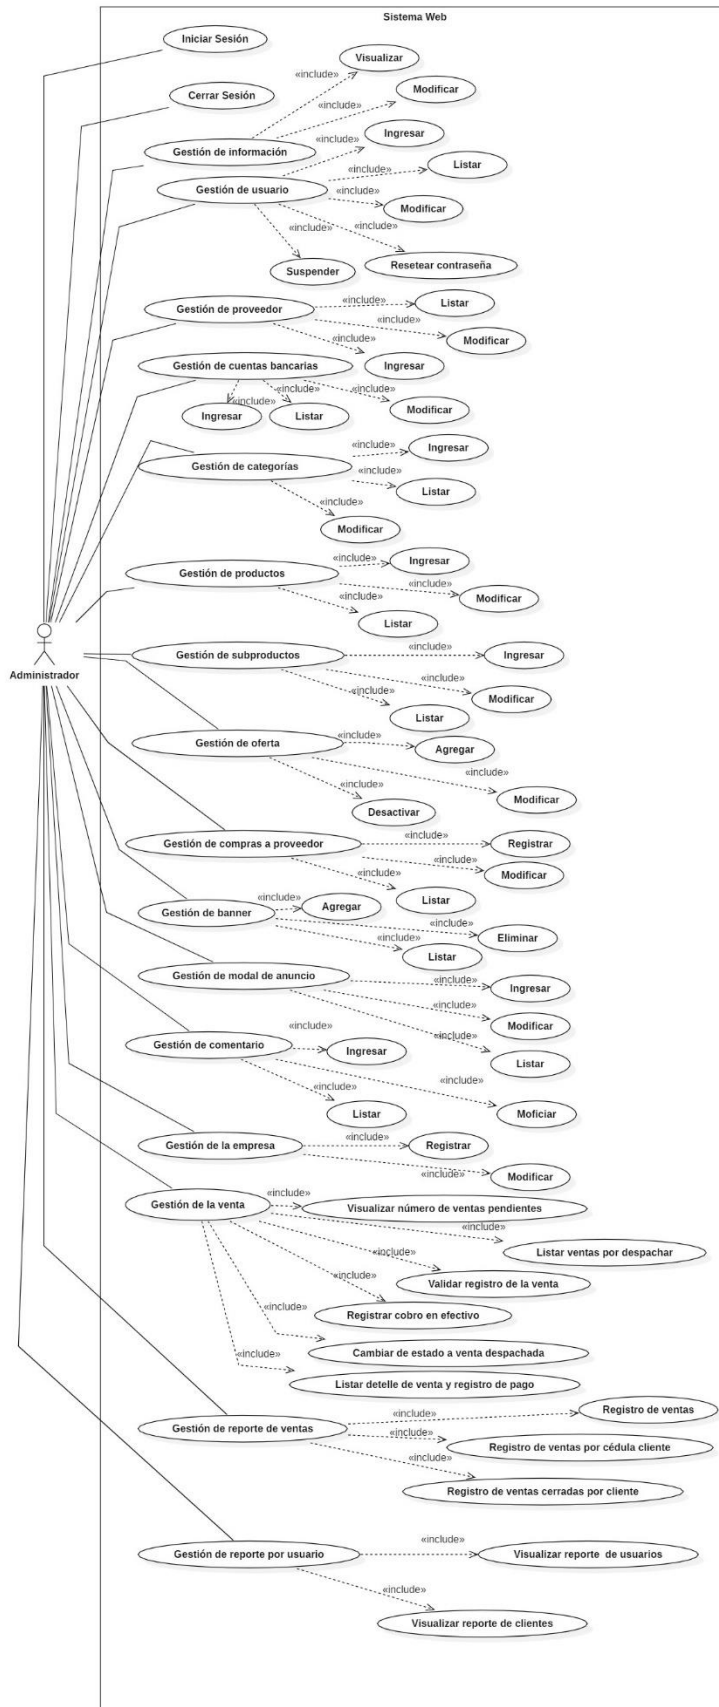 Sistema Web
Iniciar Sesión
Visualizar
«include»
Cerrar Sesión
Modificar
«include»
Ingresar
«include»
Gestión de información
Listar
«include»
Gestión de usuario
Modificar
«include»
«include»
«include»
Suspender
Resetear contraseña
Gestión de proveedor
«include»
Listar
«include»
Modificar
«include»
Ingresar
Gestión de cuentas bancarias
«include»
«include»
«include»
Ingresar
Listar
Modificar
«include»
Ingresar
Gestión de categorías
«include»
Listar
«include»
Modificar
Gestión de productos
«include»
Ingresar
«include»
Modificar
«include»
Listar
Administrador
Gestión de subproductos
«include»
Ingresar
«include»
Modificar
«include»
Listar
Gestión de oferta
«include»
Agregar
«include»
Modificar
«include»
Desactivar
Gestión de compras a proveedor
«include»
Registrar
«include»
Modificar
«include»
Listar
Gestión de banner
«include»
Agregar
«include»
Eliminar
«include»
Listar
Gestión de modal de anuncio
«include»
Ingresar
«include»
Modificar
«include»
Listar
Gestión de comentario
«include»
Ingresar
«include»
Moficiar
«include»
Listar
Gestión de la empresa
«include»
Registrar
«include»
Modificar
Gestión de la venta
«include»
Visualizar número de ventas pendientes
«include»
Listar ventas por despachar
«include»
Validar registro de la venta
«include»
Registrar cobro en efectivo
«include»
Cambiar de estado a venta despachada
«include»
Listar detelle de venta y registro de pago
Gestión de reporte de ventas
«include»
Registro de ventas
«include»
Registro de ventas por cédula cliente
«include»
Registro de ventas cerradas por cliente
Gestión de reporte por usuario
«include»
Visualizar reporte de usuarios
«include»
Visualizar reporte de clientes